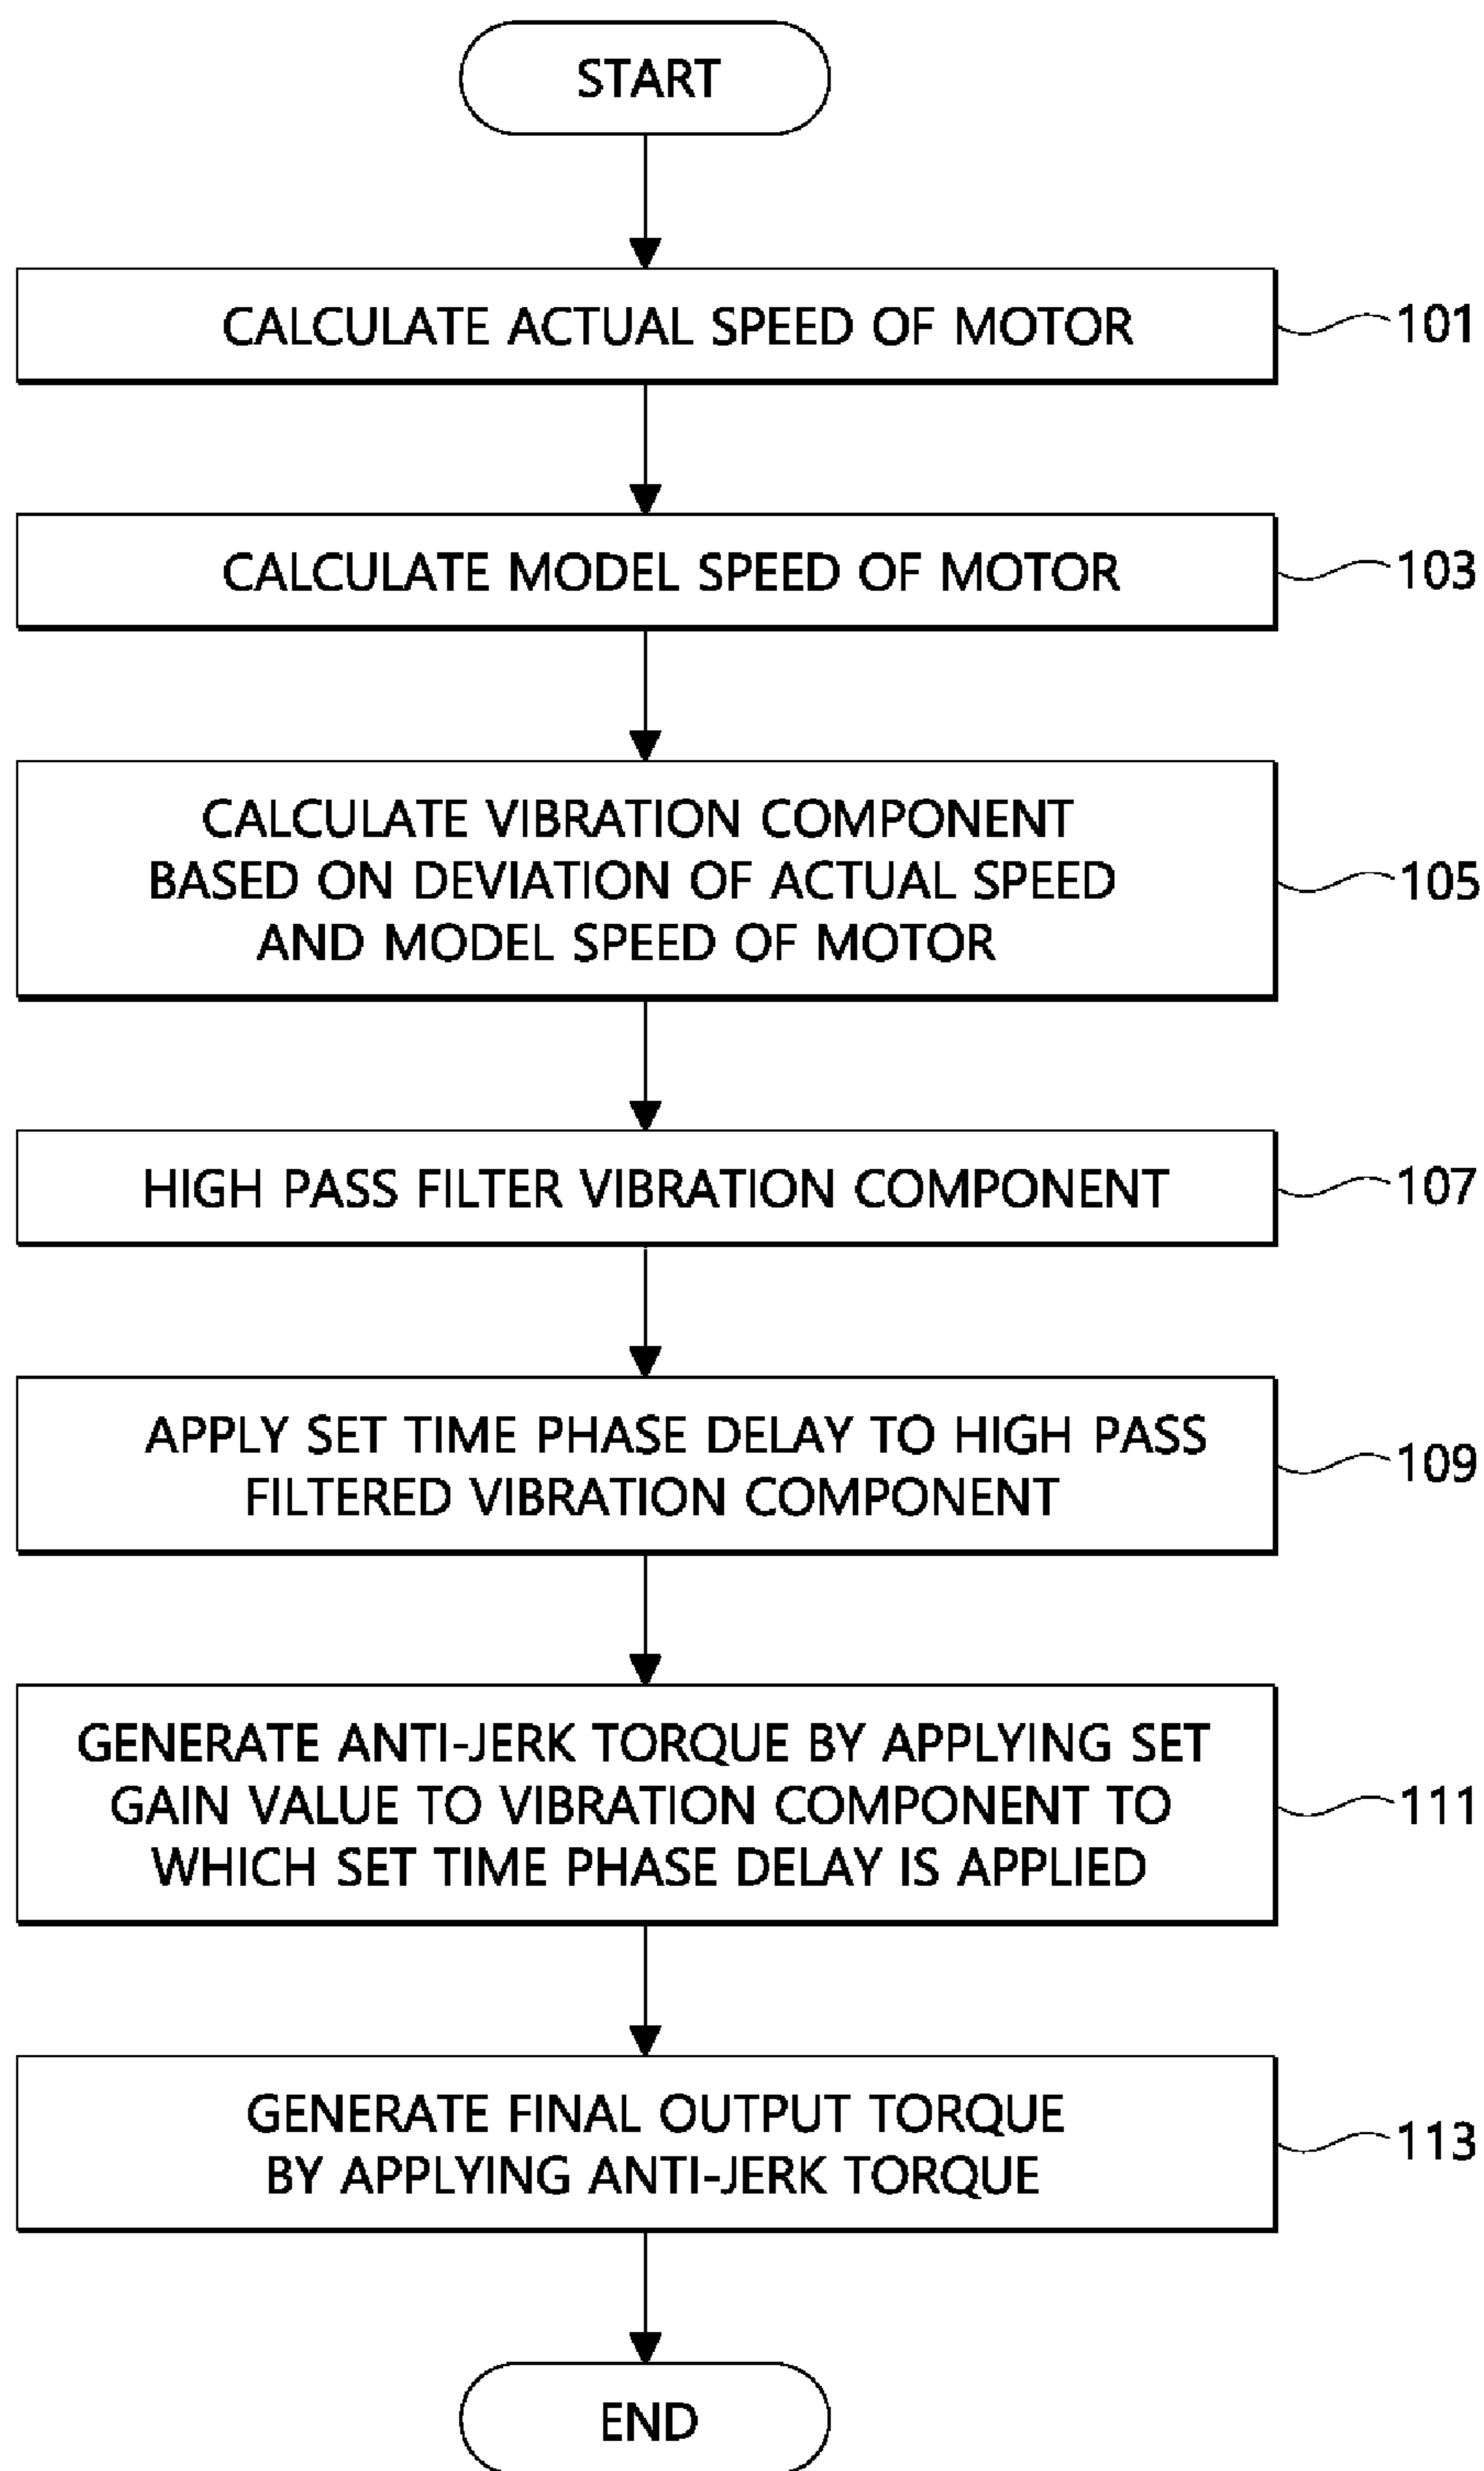 START
CALCULATE ACTUAL SPEED OF MOTOR
101
CALCULATE MODEL SPEED OF MOTOR
103
CALCULATE VIBRATION COMPONENT
BASED ON DEVIATION OF ACTUAL SPEED
AND MODEL SPEED OF MOTOR
105
HIGH PASS FILTER VIBRATION COMPONENT
107
APPLY SET TIME PHASE DELAY TO HIGH PASS
FILTERED VIBRATION COMPONENT
109
GENERATE ANTI-JERK TORQUE BY APPLYING SET
GAIN VALUE TO VIBRATION COMPONENT TO
WHICH SET TIME PHASE DELAY IS APPLIED
111
GENERATE FINAL OUTPUT TORQUE
BY APPLYING ANTI-JERK TORQUE
113
END